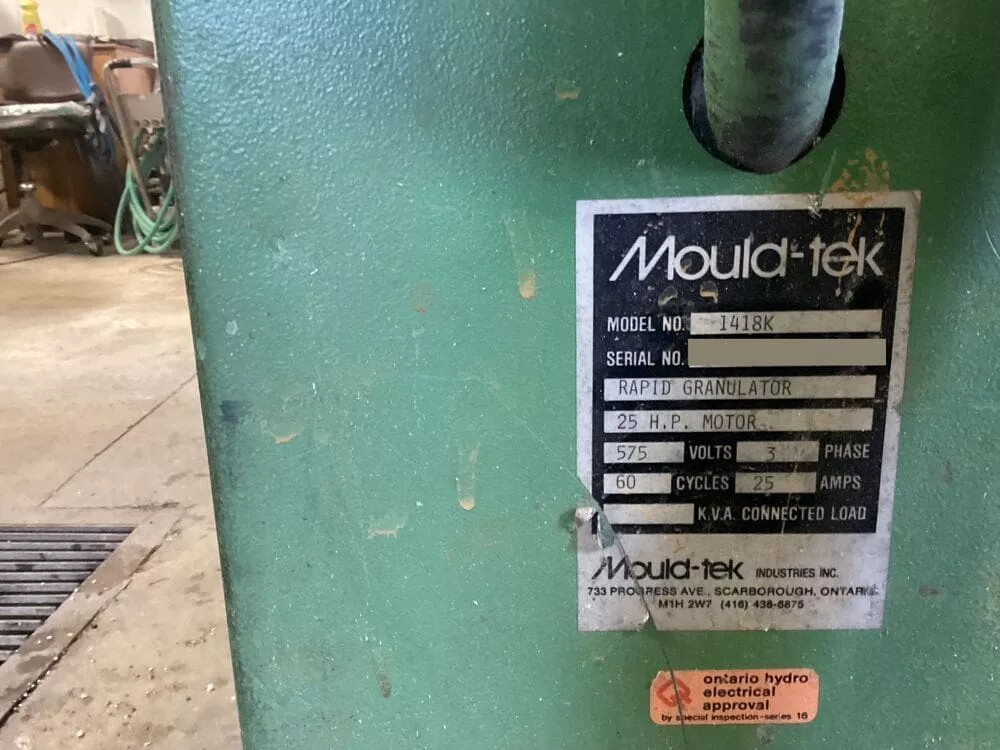 Mould-tek
MODEL NO. 1418K
SERIAL NO.
RAPID GRANULATOR
25 H.P. MOTOR
575 VOLTS 3 PHASE
60 CYCLES 25 AMPS
K.V.A. CONNECTED LOAD
Mould-tek INDUSTRIES INC.
733 PROGRESS AVE., SCARBOROUGH, ONTARIO
M1H 2W7 (416) 438-6675
ontario hydro
electrical
approval
by special inspection-series 16